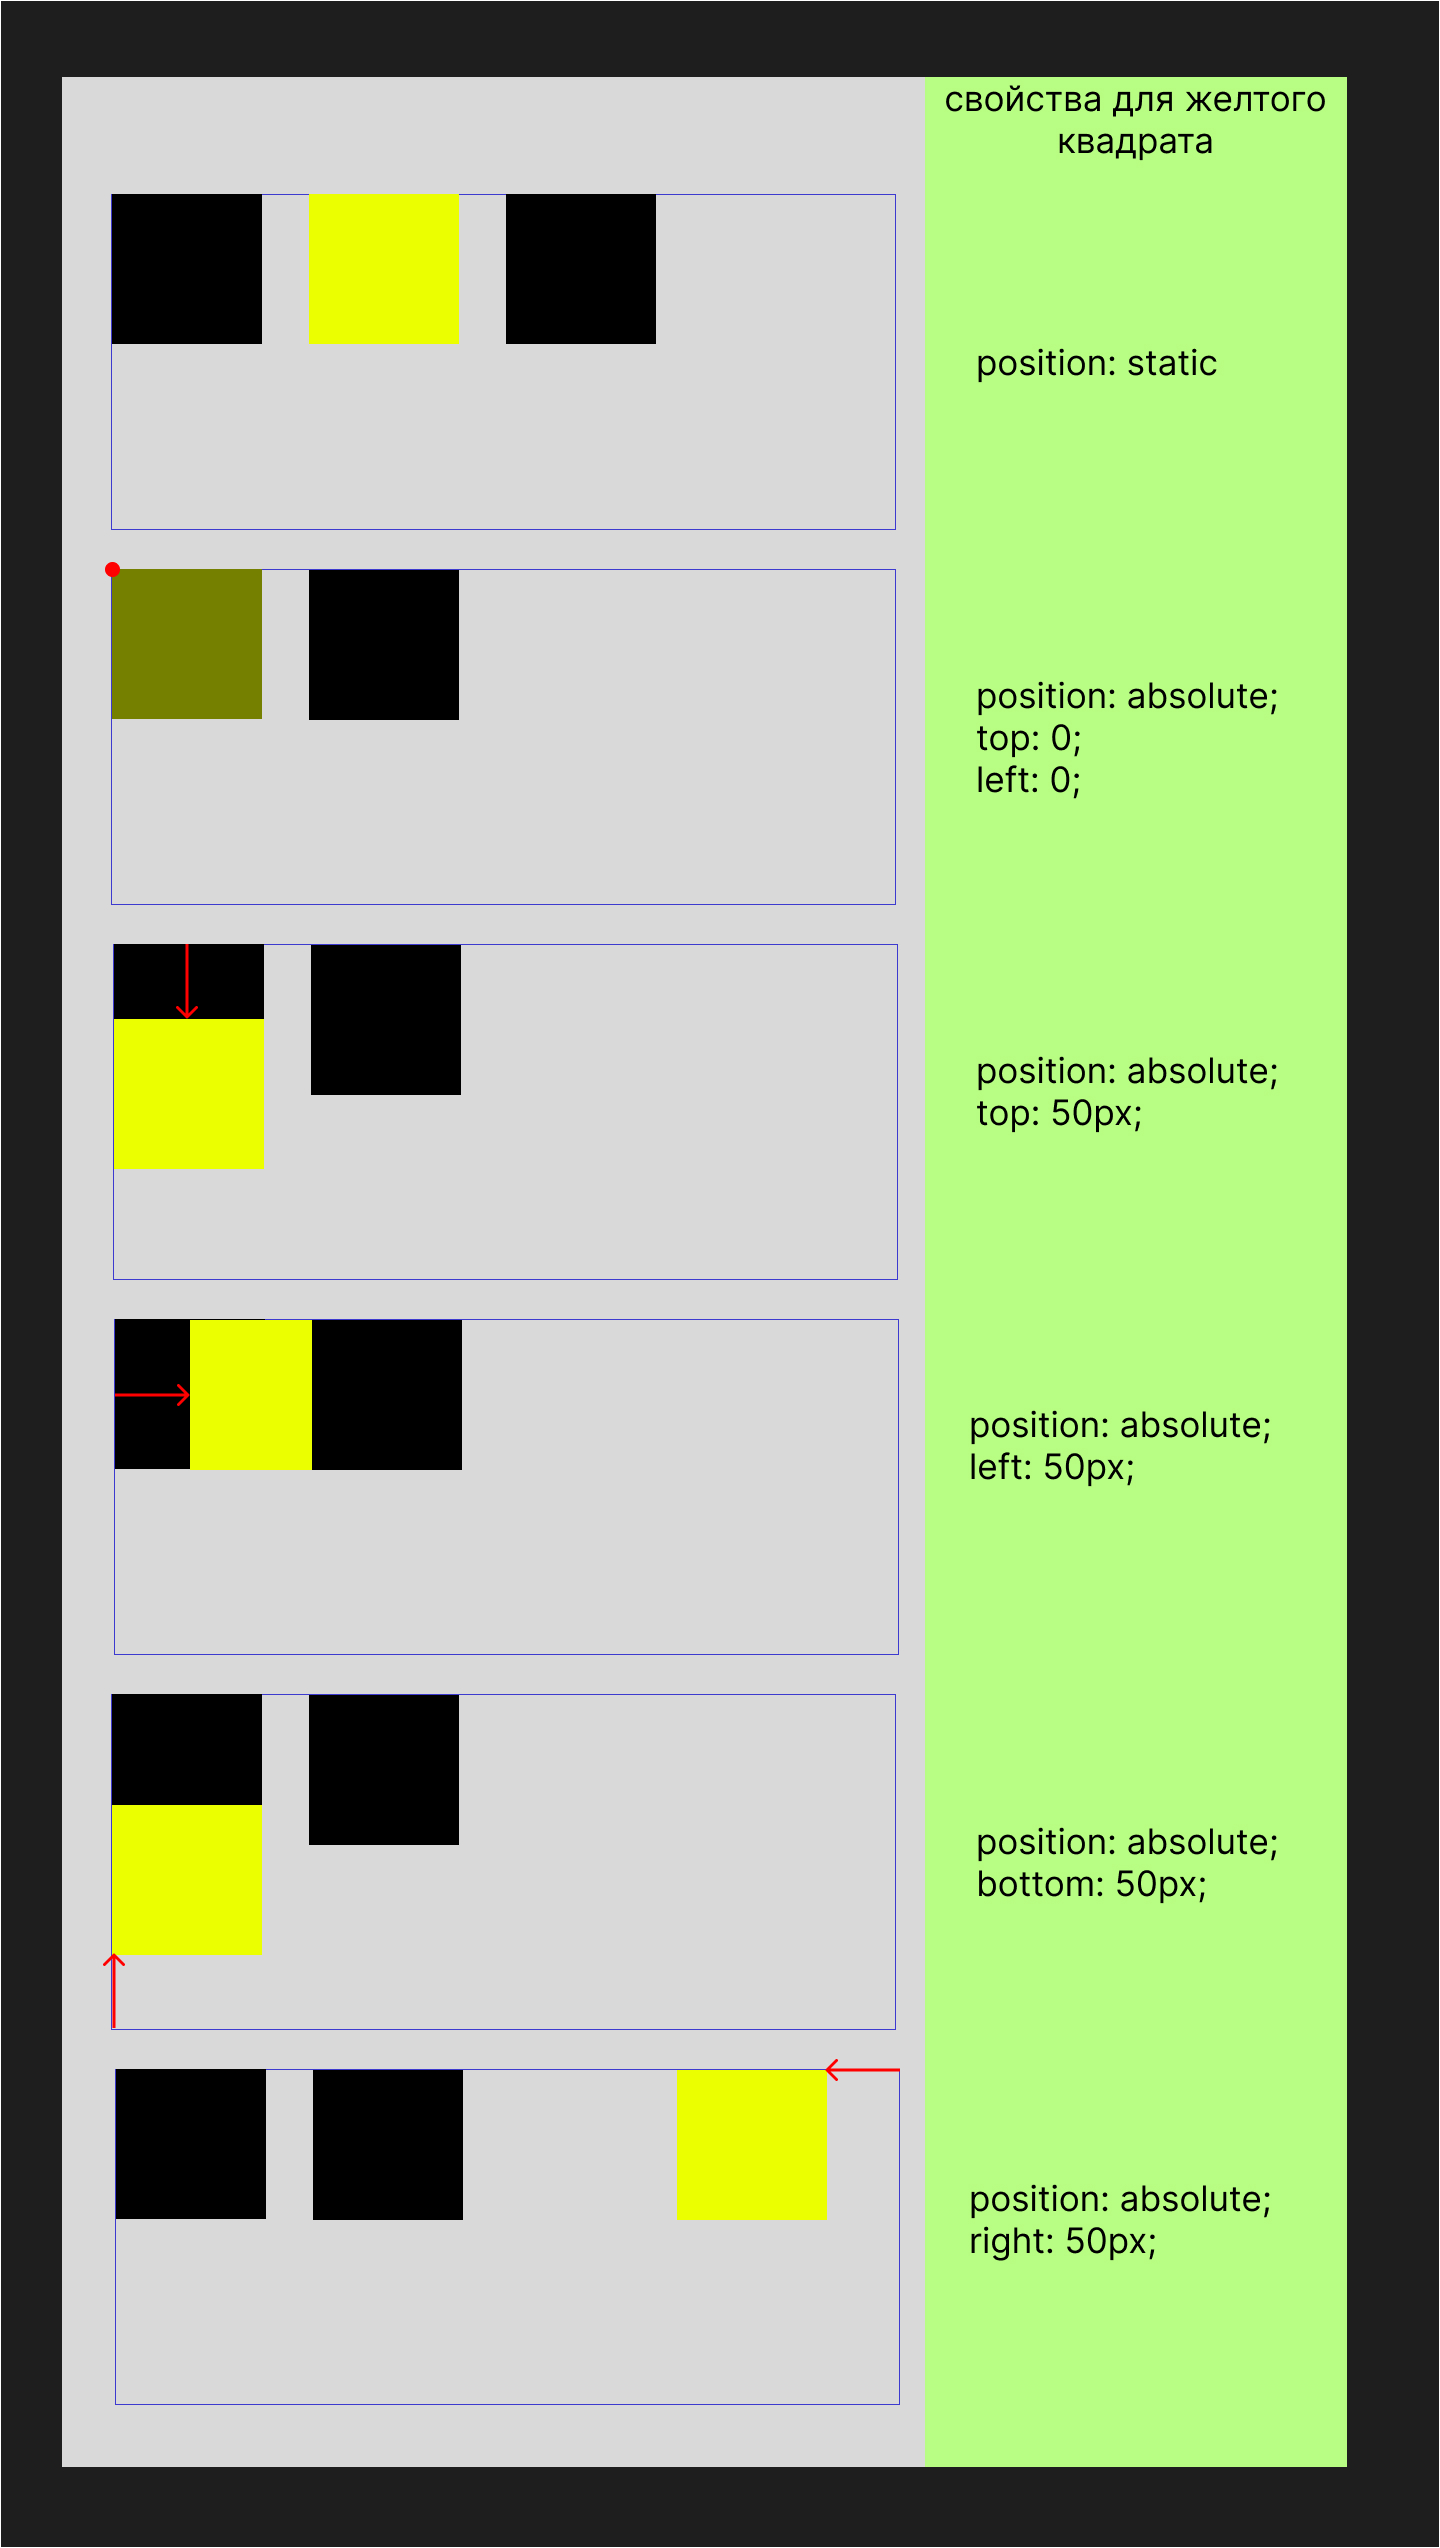 свойства для желтого
квадрата
position: static
position: absolute;
top: 0;
left: 0;
position: absolute;
top: 50px;
position: absolute;
left: 50px;
position: absolute;
bottom: 50px;
position: absolute;
right: 50px;